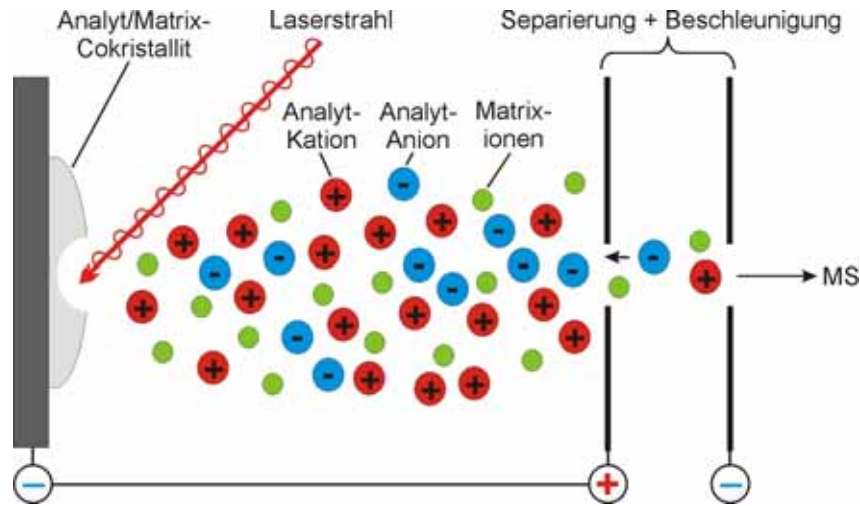 Analyt/Matrix-
Cokristallit
Laserstrahl
Separierung + Beschleunigung
Analyt-
Kation
Analyt-
Anion
Matrix-
ionen
MS